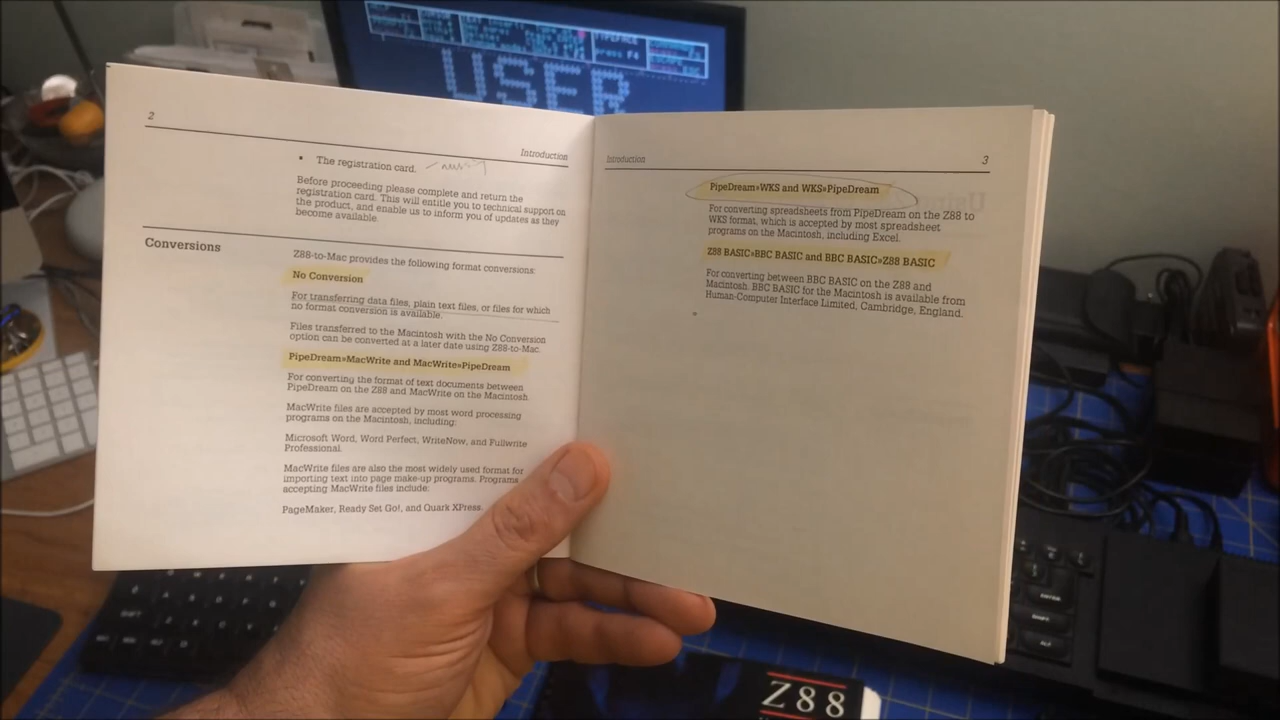 USER
press F4
2
Introduction
• The registration card.
Before proceeding please complete and return the
registration card. This will entitle you to technical support on
the product, and enable us to inform you of updates as they
become available.
Conversions
Z88-to-Mac provides the following format conversions:
No Conversion
For transferring data files, plain text files, or files for which
no format conversion is available.
Files transferred to the Macintosh with the No Conversion
option can be converted at a later date using Z88-to-Mac.
PipeDream»MacWrite and MacWrite»PipeDream
For converting the format of text documents between
PipeDream on the Z88 and MacWrite on the Macintosh.
MacWrite files are accepted by most word processing
programs on the Macintosh, including:
Microsoft Word, Word Perfect, WriteNow, and Fullwrite
Professional.
MacWrite files are also the most widely used format for
importing text into page make-up programs. Programs
accepting MacWrite files include:
PageMaker, Ready Set Go!, and Quark XPress.
Introduction
3
PipeDream»WKS and WKS»PipeDream
For converting spreadsheets from PipeDream on the Z88 to
WKS format, which is accepted by most spreadsheet
programs on the Macintosh, including Excel.
Z88 BASIC»BBC BASIC and BBC BASIC»Z88 BASIC
For converting between BBC BASIC on the Z88 and
Macintosh. BBC BASIC for the Macintosh is available from
Human-Computer Interface Limited, Cambridge, England.
ENTER
SHIFT
ALT
SHIFT
Z88